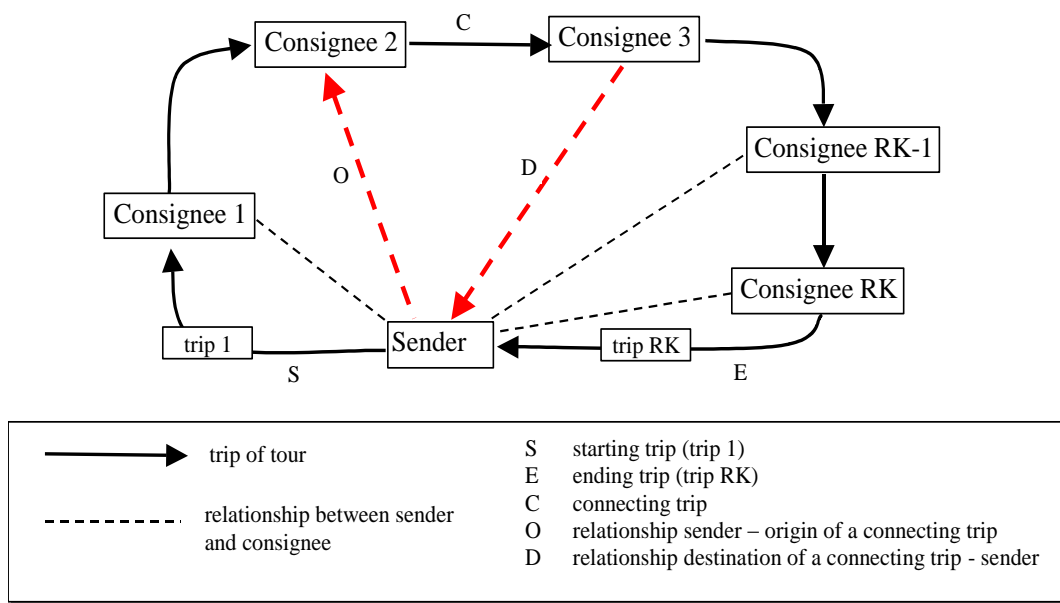 C
Consignee 2
Consignee 3
Consignee RK-1
O
D
Consignee 1
Consignee RK
Sender
trip 1
trip RK
S
E
trip of tour
relationship between sender
and consignee
S starting trip (trip 1)
E ending trip (trip RK)
C connecting trip
O relationship sender – origin of a connecting trip
D relationship destination of a connecting trip - sender